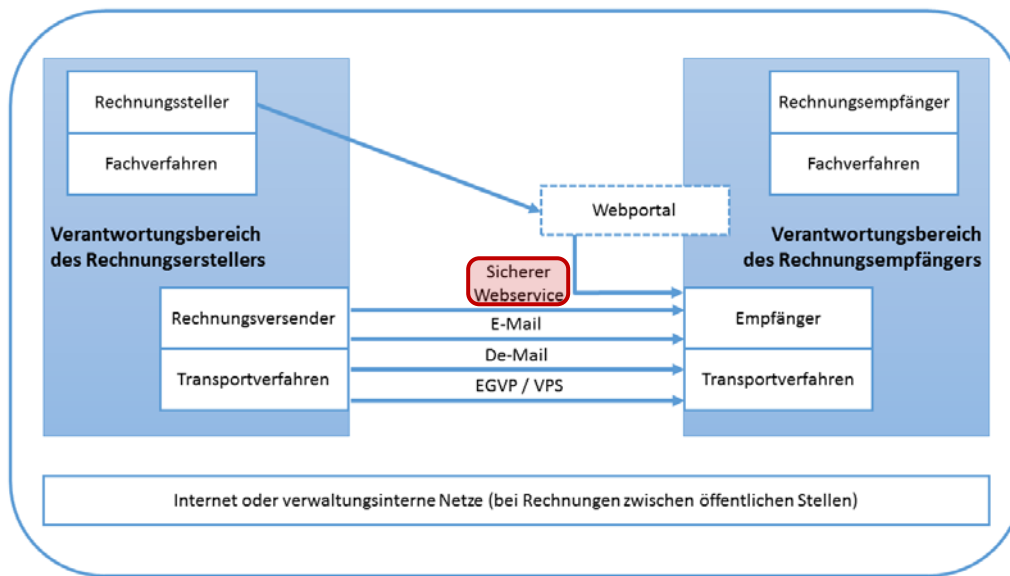 Rechnungssteller
Fachverfahren
Verantwortungsbereich
des Rechnungserstellers
Rechnungsversender
Transportverfahren
Webportal
Sicherer
Webservice
E-Mail
De-Mail
EGVP / VPS
Rechnungsempfänger
Fachverfahren
Verantwortungsbereich
des Rechnungsempfängers
Empfänger
Transportverfahren
Internet oder verwaltungsinterne Netze (bei Rechnungen zwischen öffentlichen Stellen)